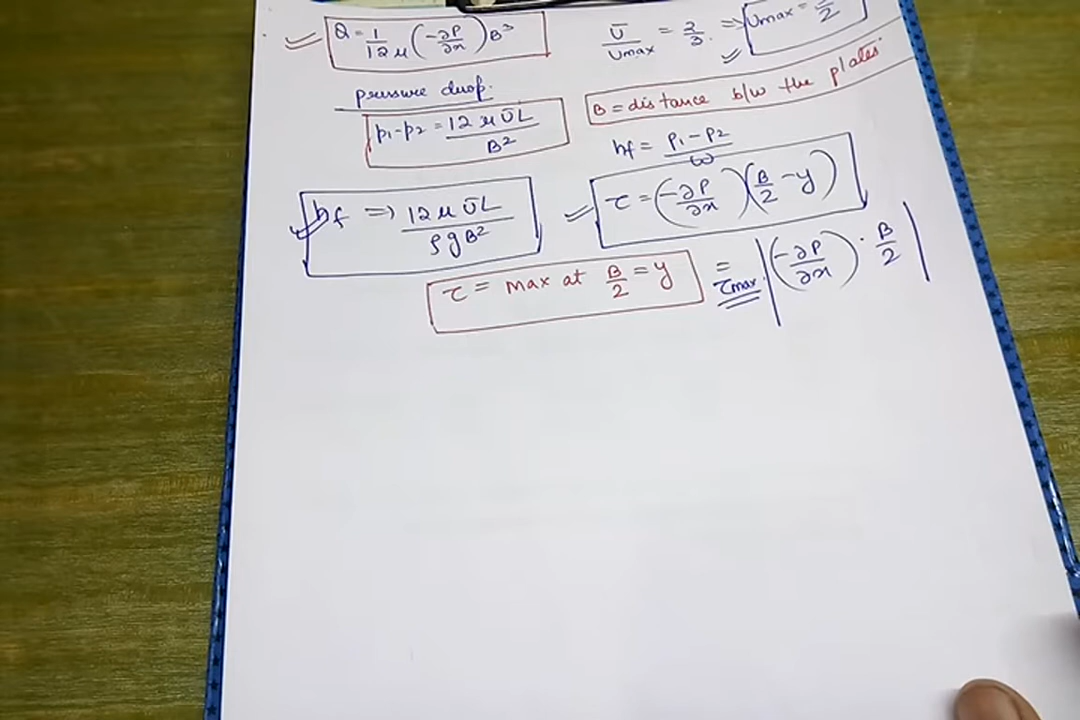 Q = 1/12μ (-∂P/∂x) B³
Ū/Umax = 2/3 ⇒ Umax = /2
pressure drop.
p₁-p₂ = 12μŪL/B²
B = distance b/w the plates
hf = p₁-p₂/ω
hf ⇒ 12μŪL/ρgB²
τ = (-∂P/∂x)(B/2 - y)
τ = max at B/2 = y
τmax = |(-∂P/∂x) · B/2|